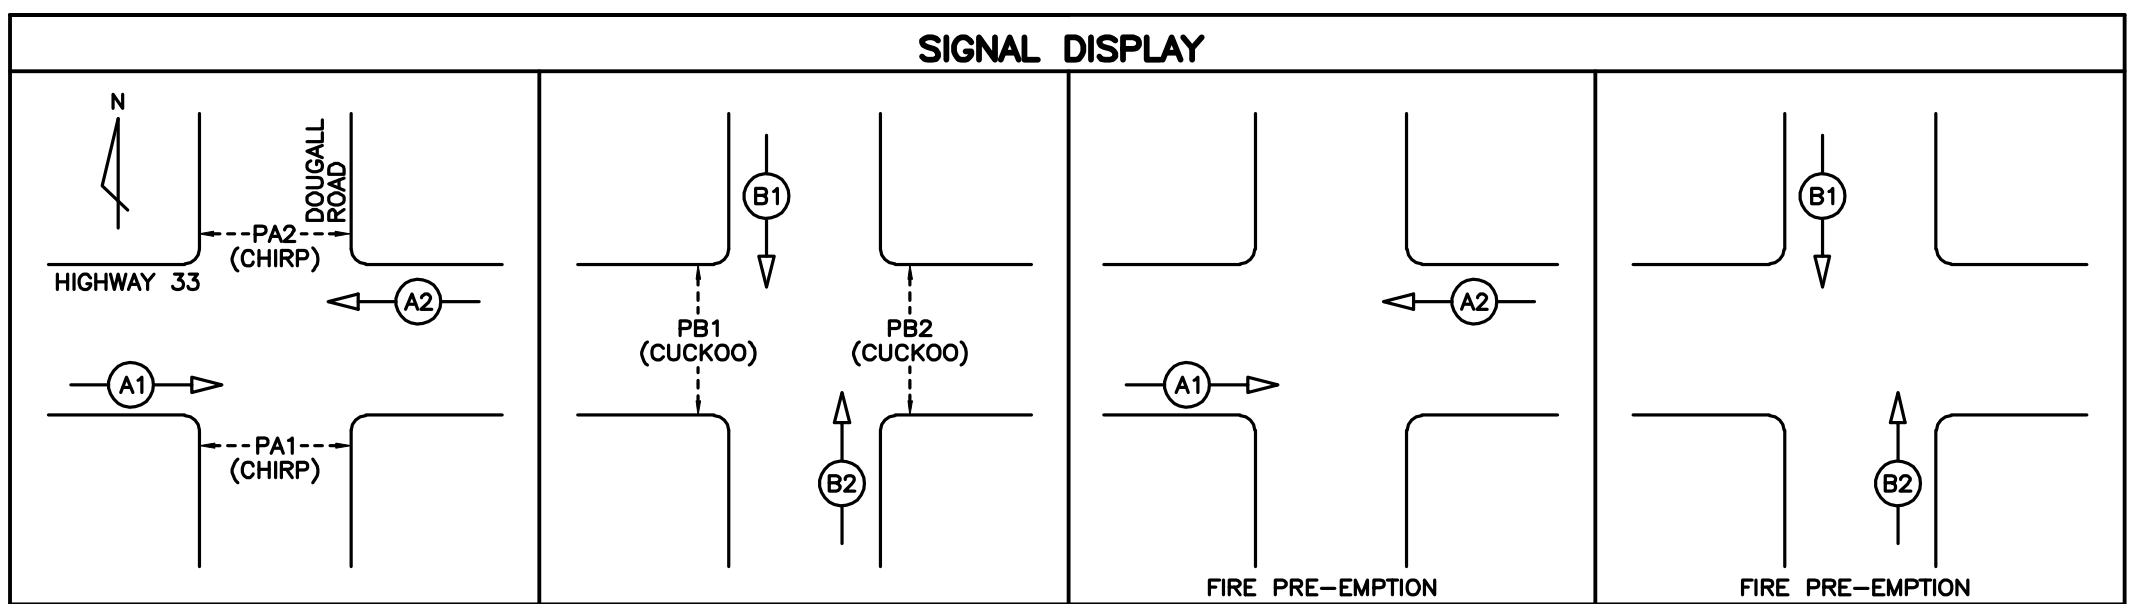 SIGNAL DISPLAY
N
DOUGALL
ROAD
PA2
(CHIRP)
HIGHWAY 33
A2
A1
PA1
(CHIRP)
B1
PB1
(CUCKOO)
PB2
(CUCKOO)
B2
A2
A1
FIRE PRE-EMPTION
B1
B2
FIRE PRE-EMPTION